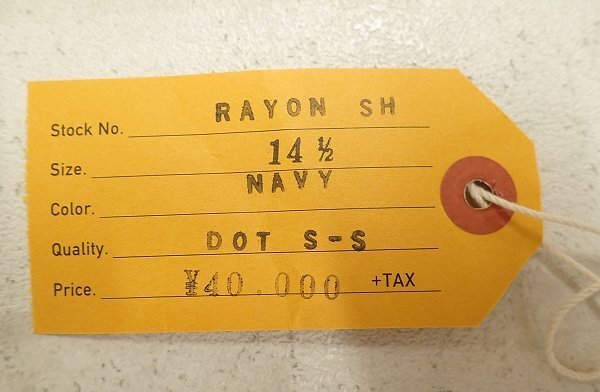 Stock No. RAYON SH
Size. 14 ½
Color. NAVY
Quality. DOT S-S
Price. ¥40.000 +TAX